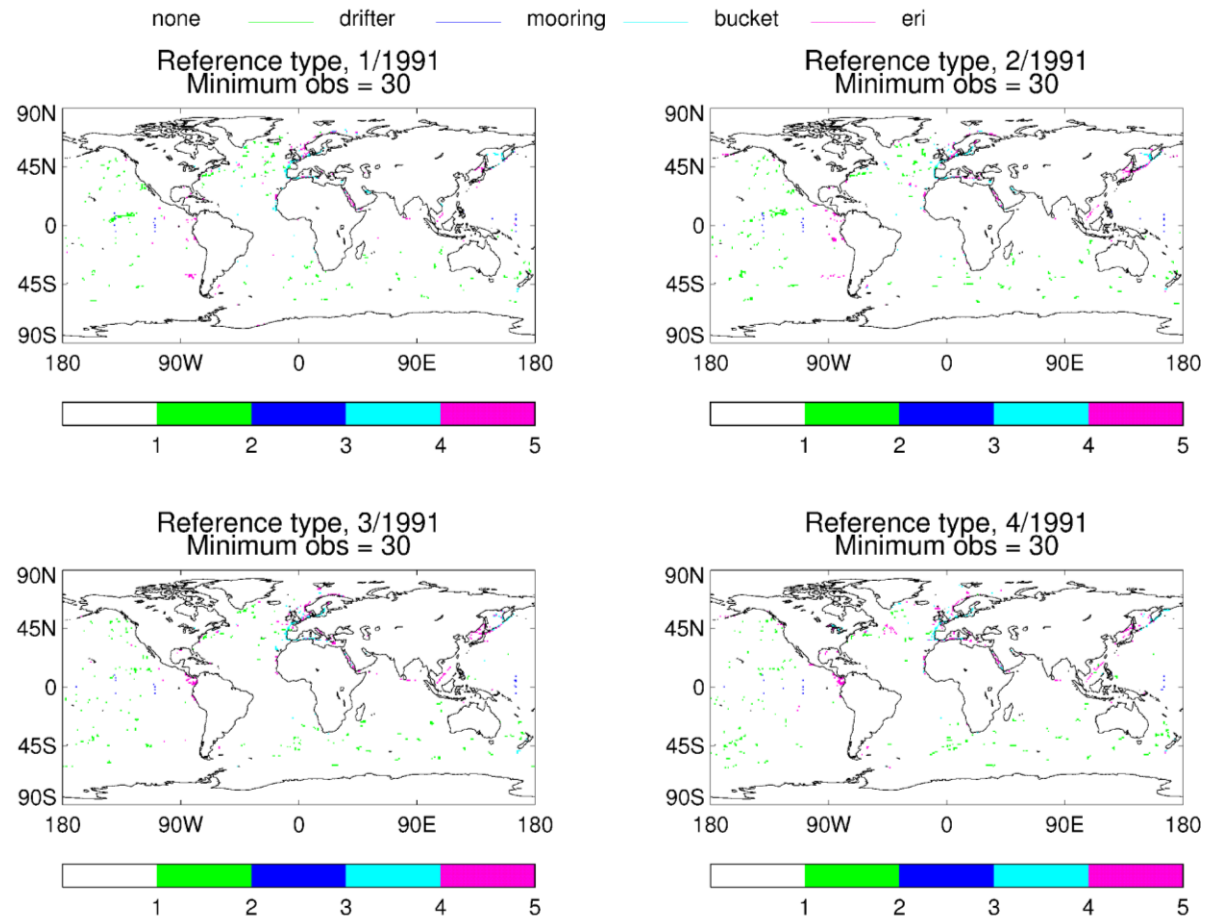 none drifter mooring bucket eri
Reference type, 1/1991
Minimum obs = 30
90N
45N
0
45S
90S
180 90W 0 90E 180
1 2 3 4 5
Reference type, 2/1991
Minimum obs = 30
90N
45N
0
45S
90S
180 90W 0 90E 180
1 2 3 4 5
Reference type, 3/1991
Minimum obs = 30
90N
45N
0
45S
90S
180 90W 0 90E 180
1 2 3 4 5
Reference type, 4/1991
Minimum obs = 30
90N
45N
0
45S
90S
180 90W 0 90E 180
1 2 3 4 5